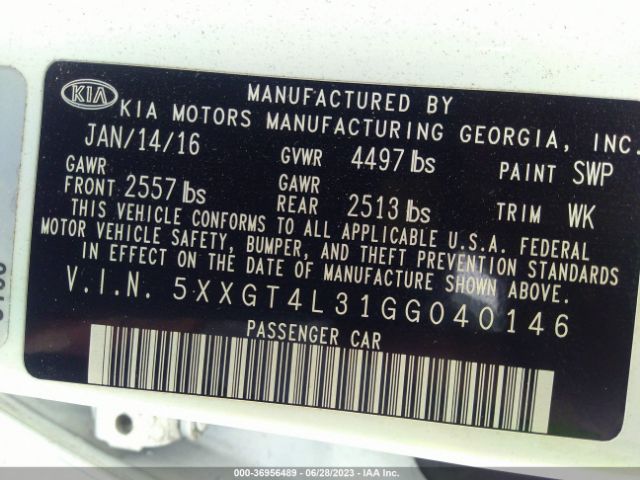 KIA
MANUFACTURED BY
KIA MOTORS MANUFACTURING GEORGIA, INC.
JAN/14/16 GVWR 4497 lbs PAINT SWP
GAWR FRONT 2557 lbs GAWR REAR 2513 lbs TRIM WK
THIS VEHICLE CONFORMS TO ALL APPLICABLE U.S.A. FEDERAL
MOTOR VEHICLE SAFETY, BUMPER, AND THEFT PREVENTION STANDARDS
IN EFFECT ON THE DATE OF MANUFACTURE SHOWN ABOVE.
V.I.N. 5XXGT4L31GG040146
PASSENGER CAR
000-36956489 - 06/28/2023 - IAA Inc.